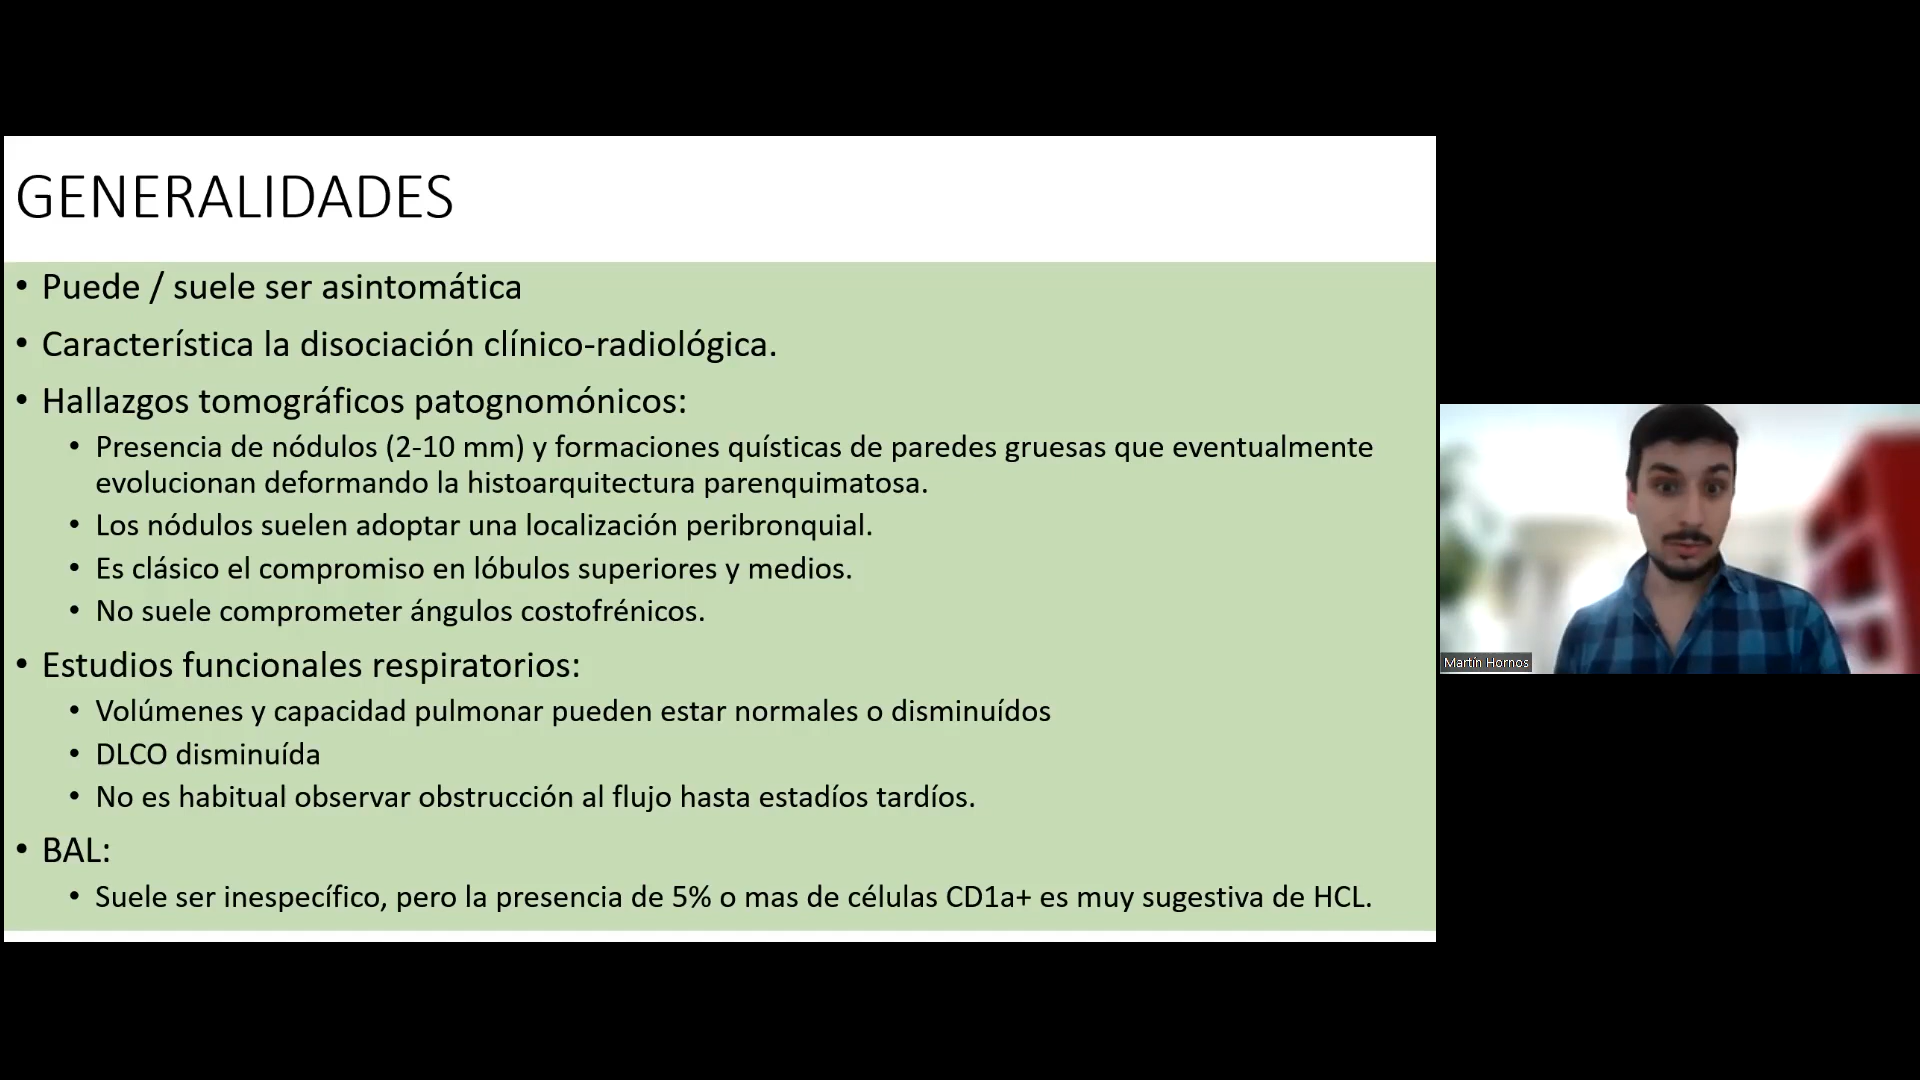 GENERALIDADES
• Puede / suele ser asintomática
• Característica la disociación clínico-radiológica.
• Hallazgos tomográficos patognomónicos:
• Presencia de nódulos (2-10 mm) y formaciones quísticas de paredes gruesas que eventualmente
evolucionan deformando la histoarquitectura parenquimatosa.
• Los nódulos suelen adoptar una localización peribronquial.
• Es clásico el compromiso en lóbulos superiores y medios.
• No suele comprometer ángulos costofrénicos.
• Estudios funcionales respiratorios:
• Volúmenes y capacidad pulmonar pueden estar normales o disminuídos
• DLCO disminuída
• No es habitual observar obstrucción al flujo hasta estadíos tardíos.
• BAL:
• Suele ser inespecífico, pero la presencia de 5% o mas de células CD1a+ es muy sugestiva de HCL.
Martín Hornos